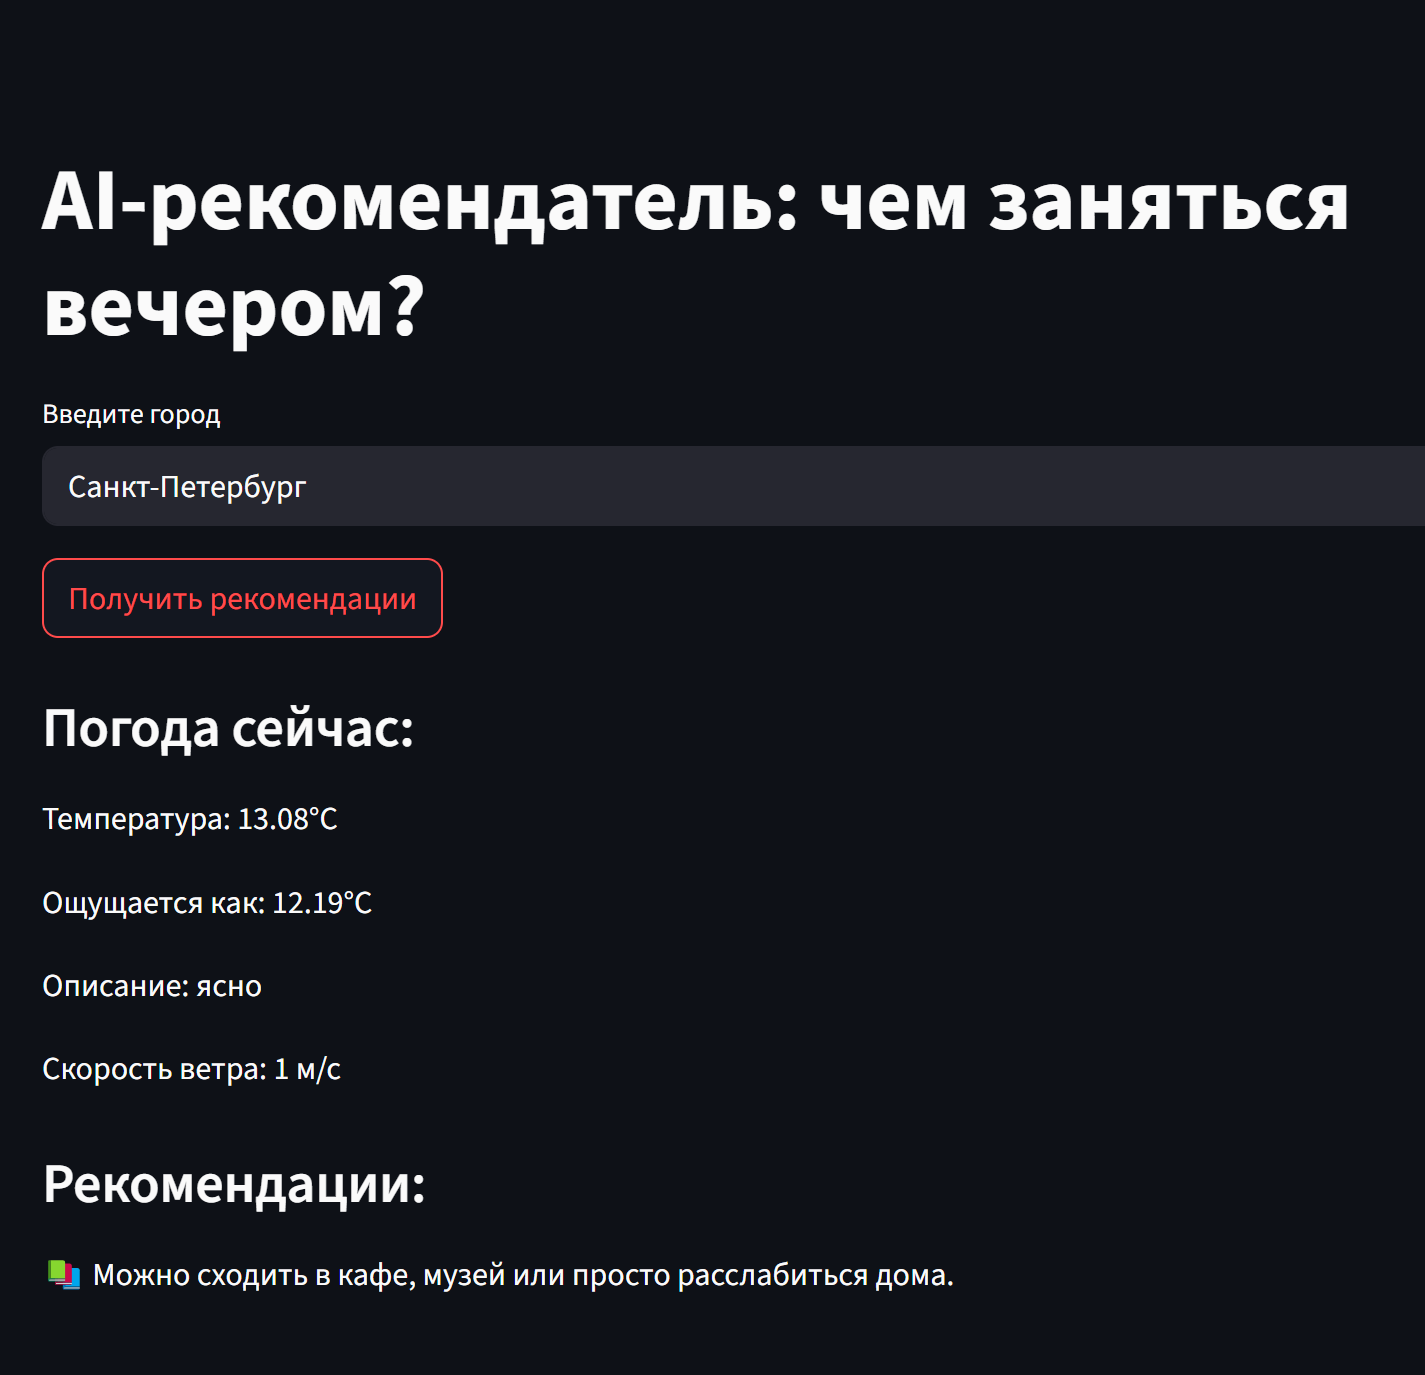 AI-рекомендатель: чем заняться
вечером?
Введите город
Санкт-Петербург
Получить рекомендации
Погода сейчас:
Температура: 13.08°C
Ощущается как: 12.19°C
Описание: ясно
Скорость ветра: 1 м/с
Рекомендации:
📚 Можно сходить в кафе, музей или просто расслабиться дома.